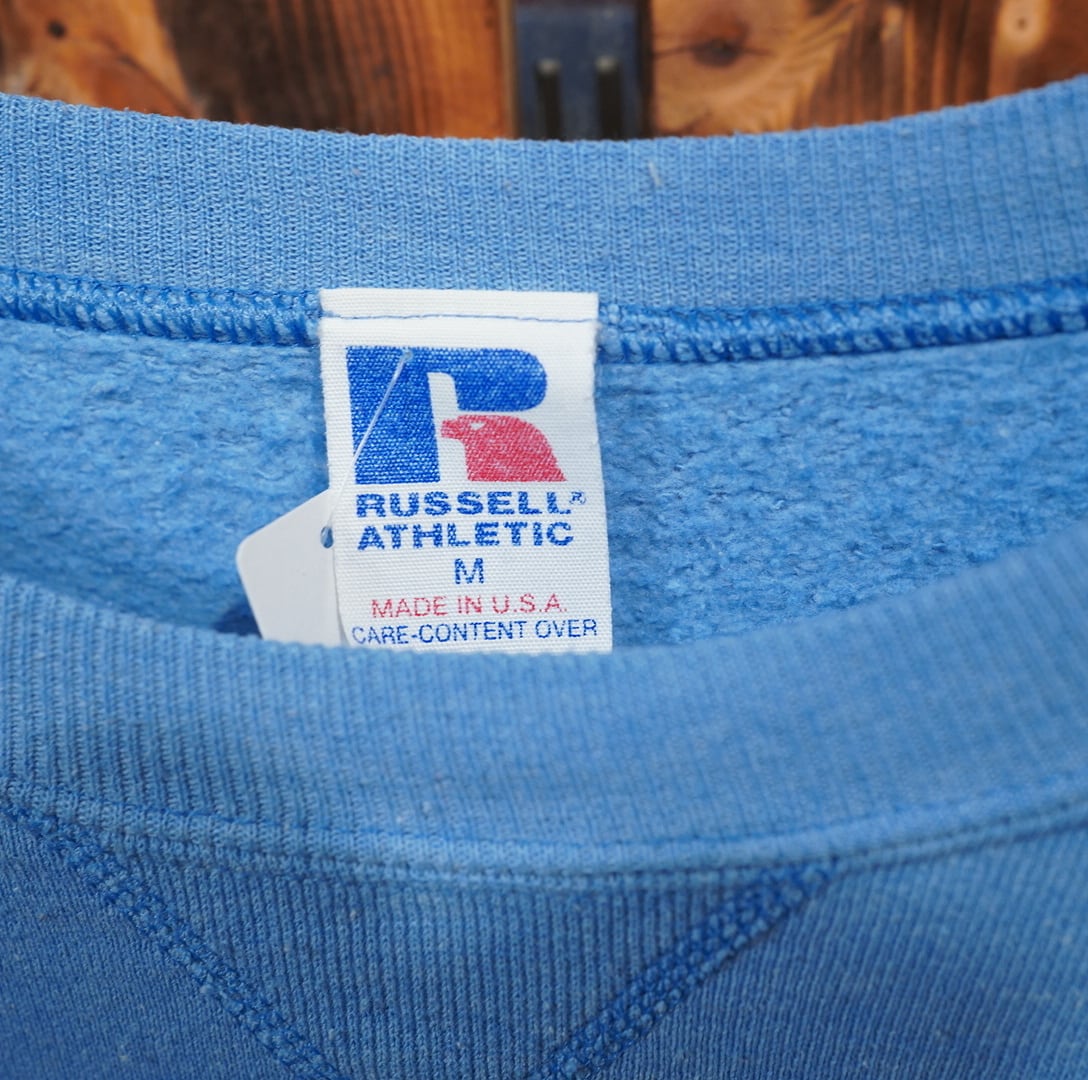 RUSSELL®
ATHLETIC
M
MADE IN U.S.A.
CARE-CONTENT OVER